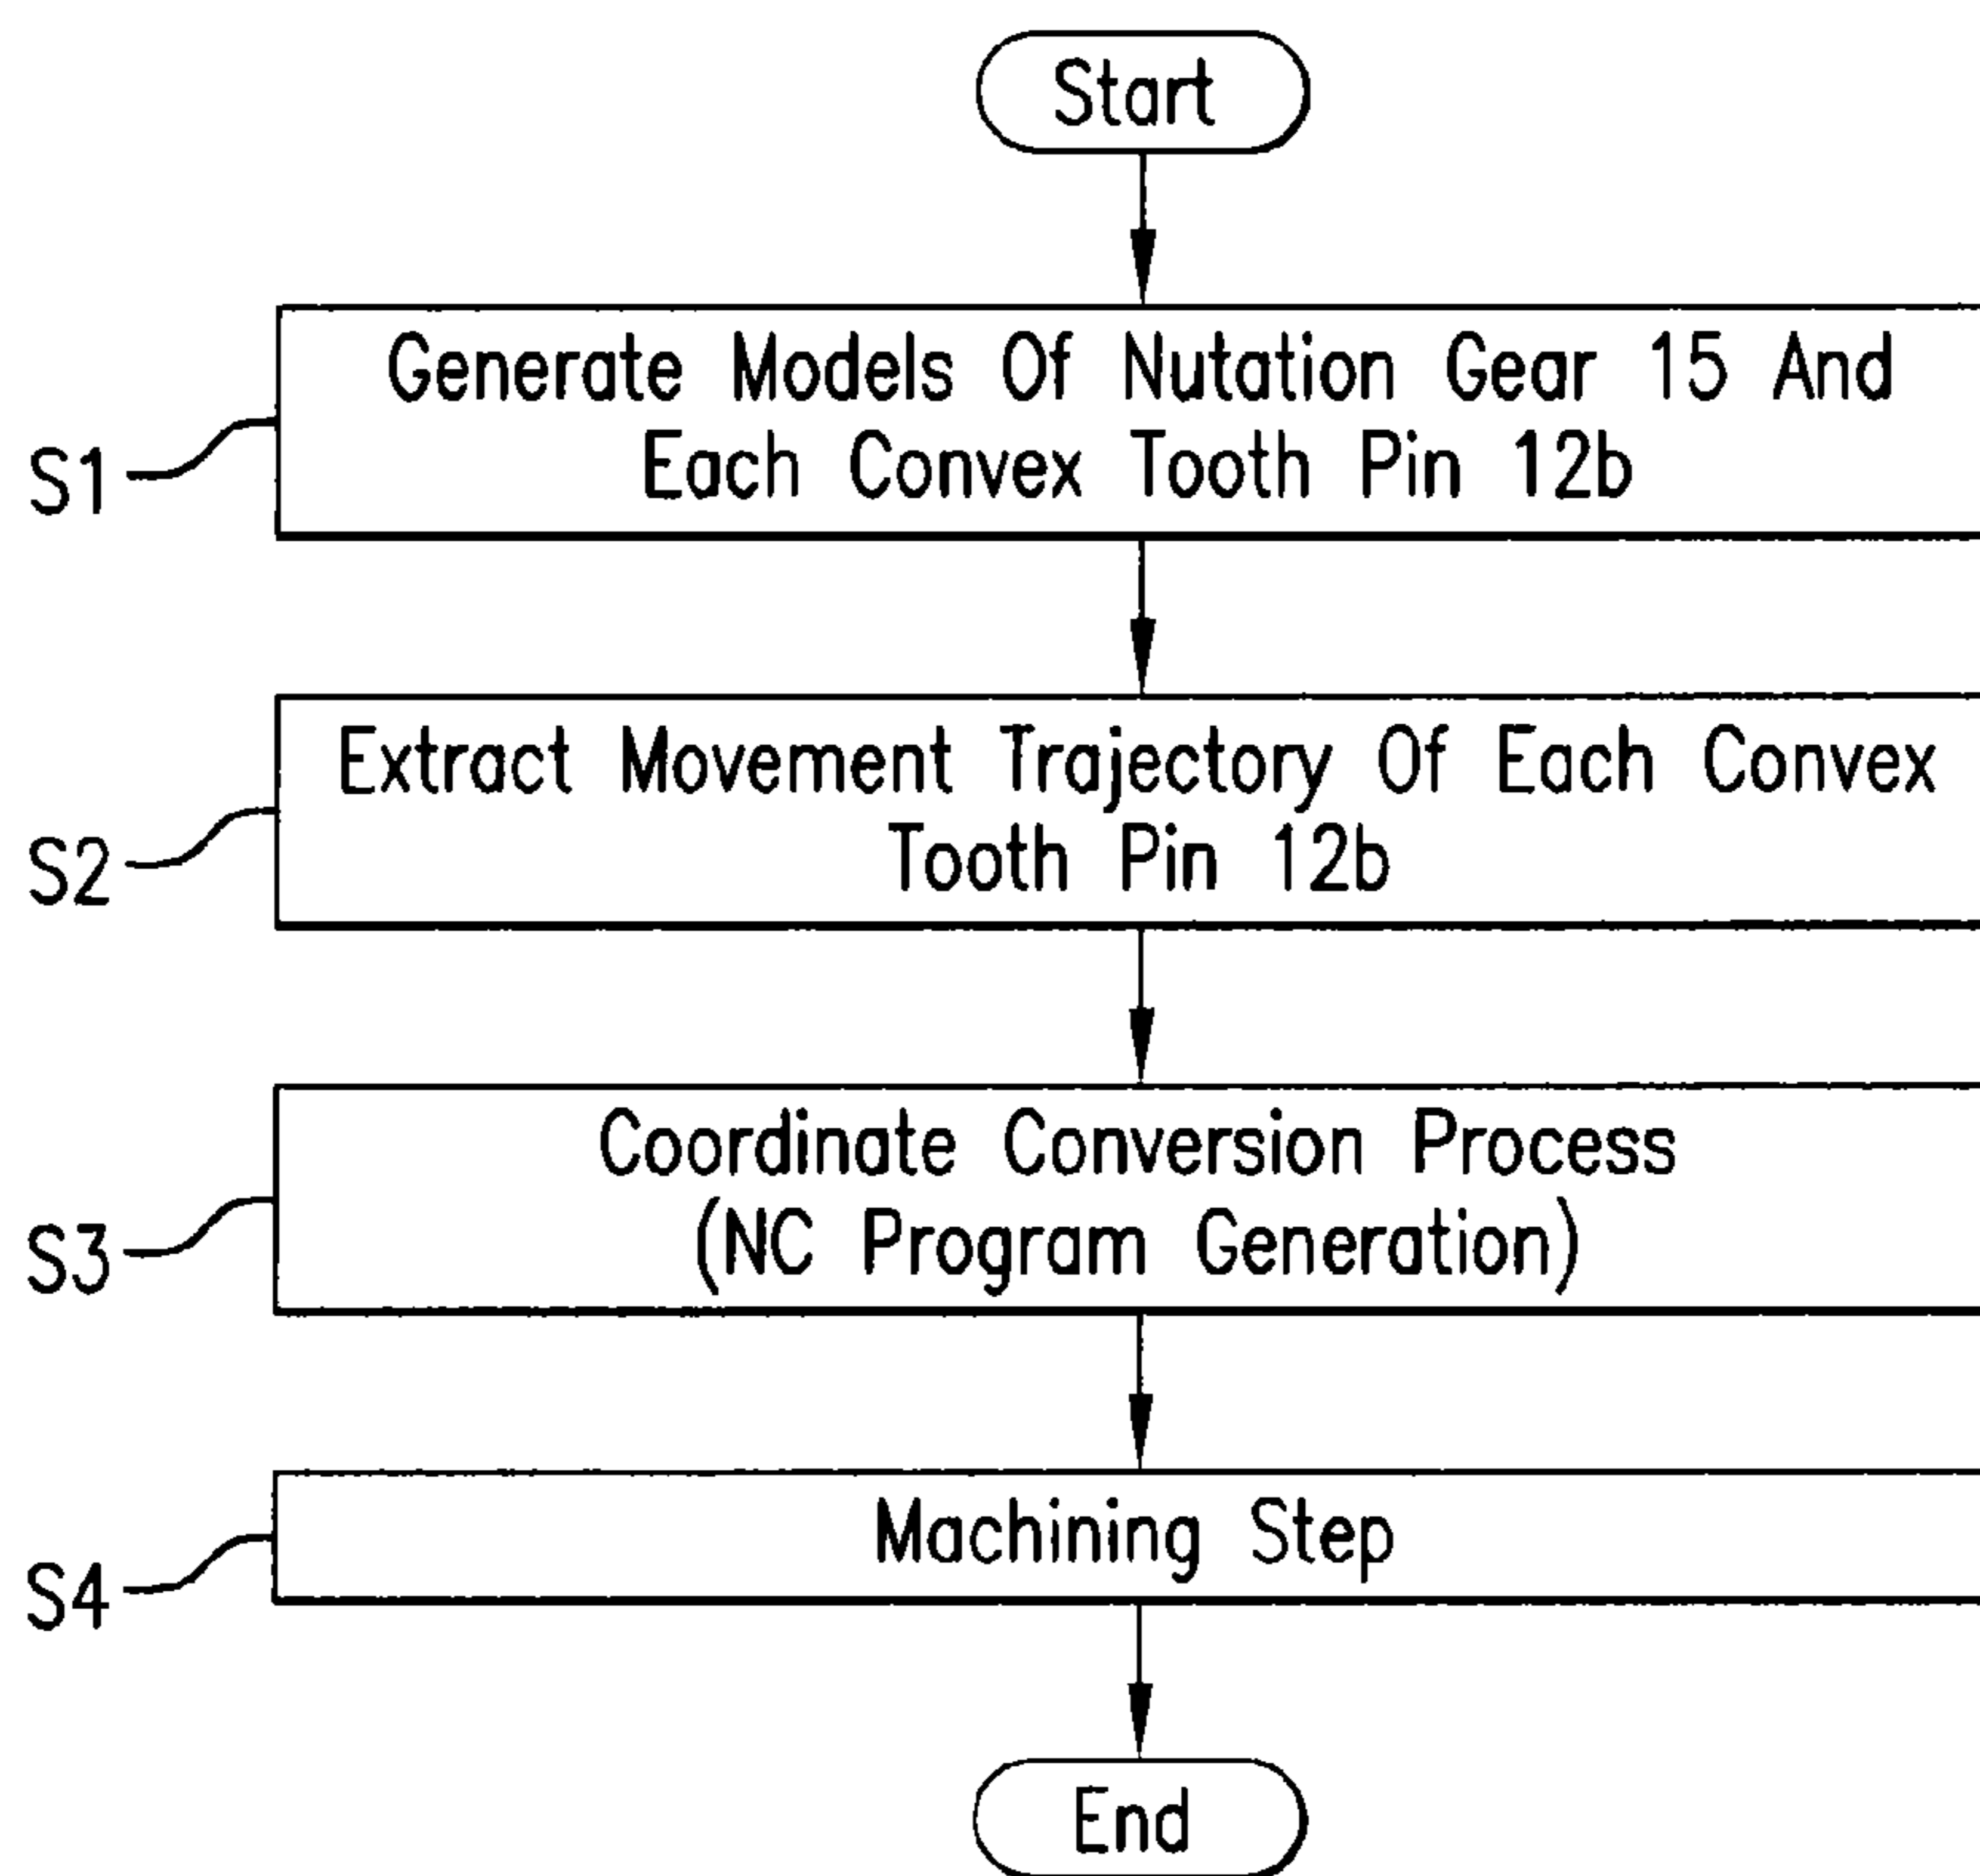 Start
Generate Models Of Nutation Gear 15 And
Each Convex Tooth Pin 12b
S1
Extract Movement Trajectory Of Each Convex
Tooth Pin 12b
S2
Coordinate Conversion Process
(NC Program Generation)
S3
Machining Step
S4
End